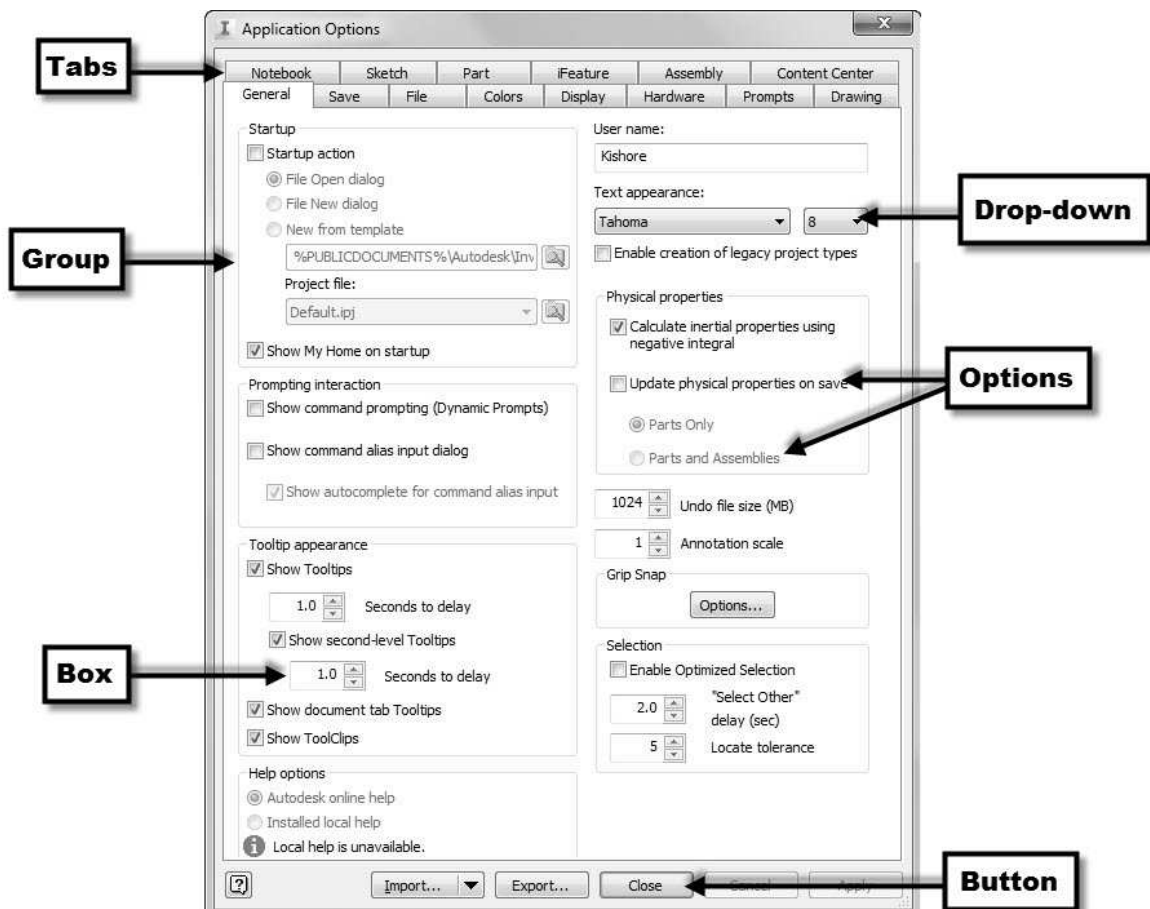 Application Options
Tabs
Notebook Sketch Part iFeature Assembly Content Center
General Save File Colors Display Hardware Prompts Drawing
Startup
Startup action
File Open dialog
File New dialog
New from template
%PUBLICDOCUMENTS%\Autodesk\Inv
Project file:
Default.ipj
Show My Home on startup
Group
Prompting interaction
Show command prompting (Dynamic Prompts)
Show command alias input dialog
Show autocomplete for command alias input
Tooltip appearance
Show Tooltips
1.0 Seconds to delay
Show second-level Tooltips
1.0 Seconds to delay
Box
Show document tab Tooltips
Show ToolClips
Help options
Autodesk online help
Installed local help
Local help is unavailable.
User name:
Kishore
Text appearance:
Tahoma 8
Drop-down
Enable creation of legacy project types
Physical properties
Calculate inertial properties using
negative integral
Update physical properties on save
Options
Parts Only
Parts and Assemblies
1024 Undo file size (MB)
1 Annotation scale
Grip Snap
Options...
Selection
Enable Optimized Selection
2.0 "Select Other"
delay (sec)
5 Locate tolerance
? Import... Export... Close Cancel Apply
Button